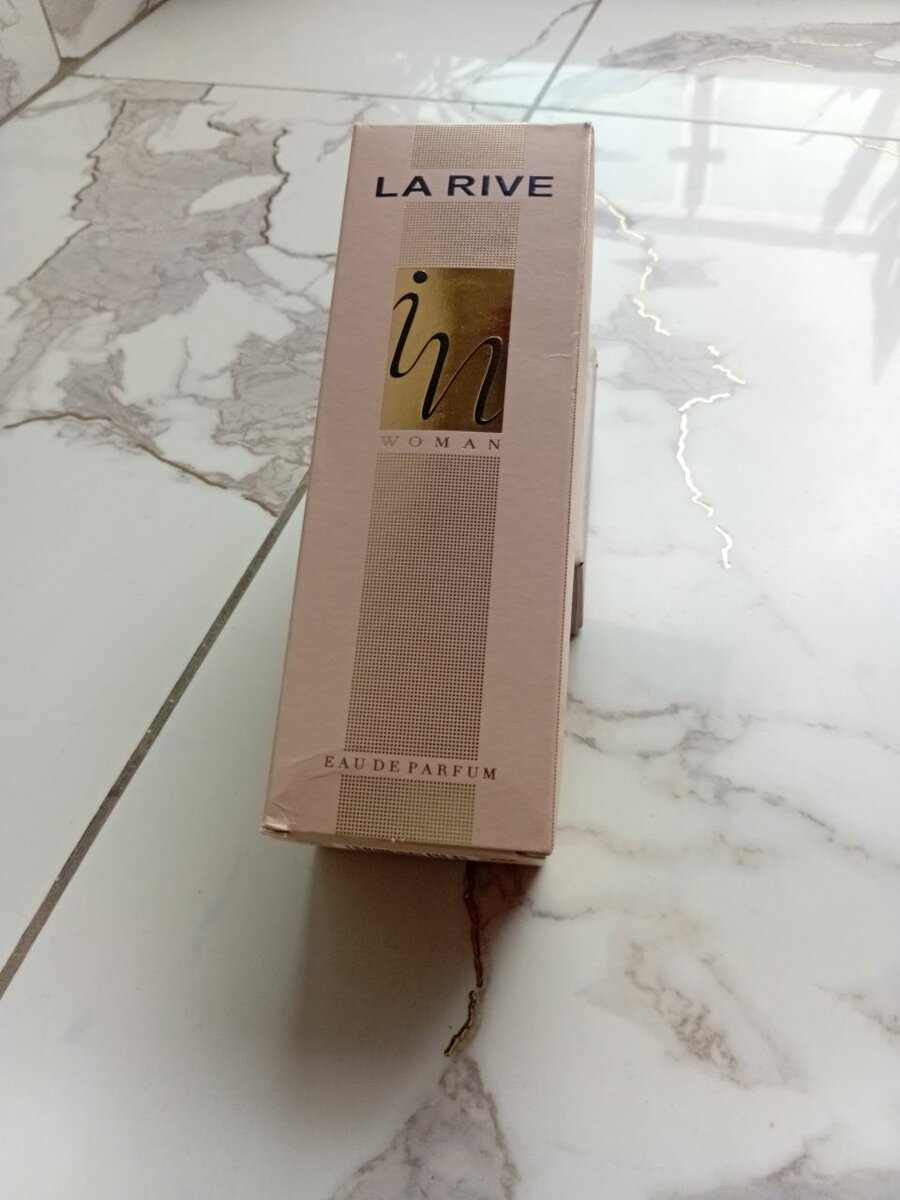 LA RIVE
in
WOMAN
EAU DE PARFUM